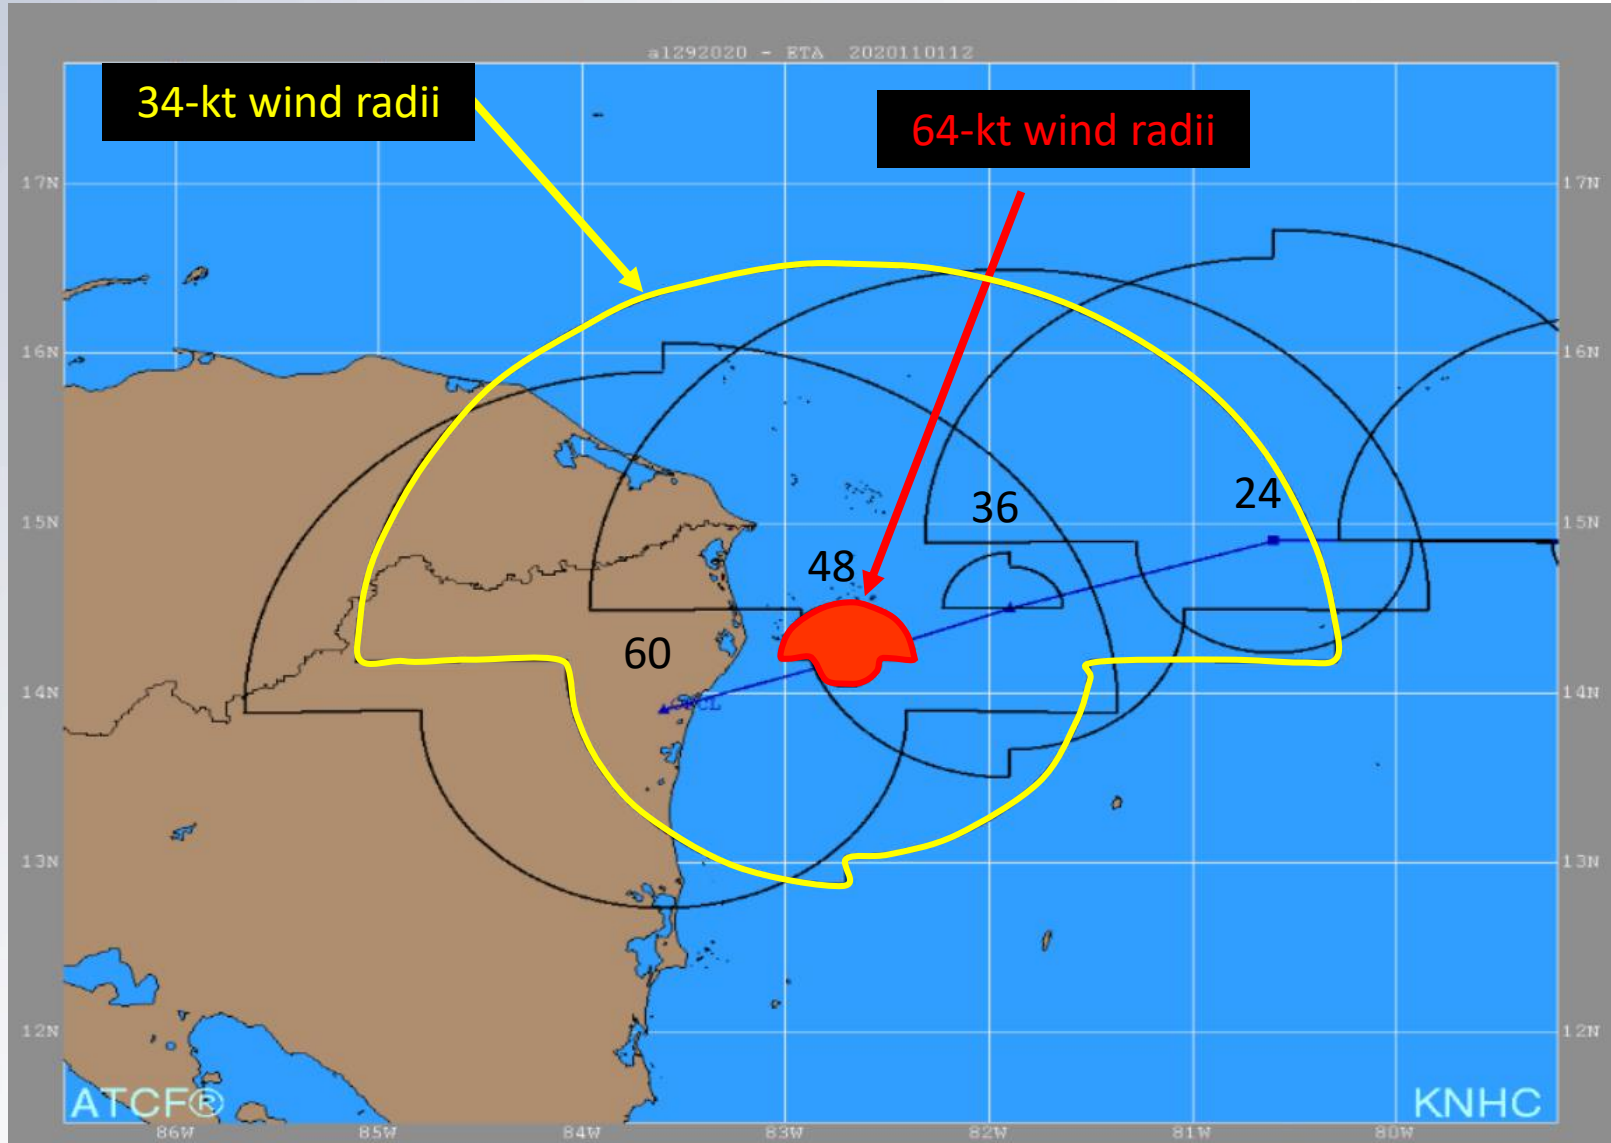 al292020 - ETA 2020110112
34-kt wind radii
64-kt wind radii
17N
17N
16N
16N
36
24
15N
15N
48
60
14N
14N
13N
13N
12N
12N
ATCF®
KNHC
86W
85W
84W
83W
82W
81W
80W